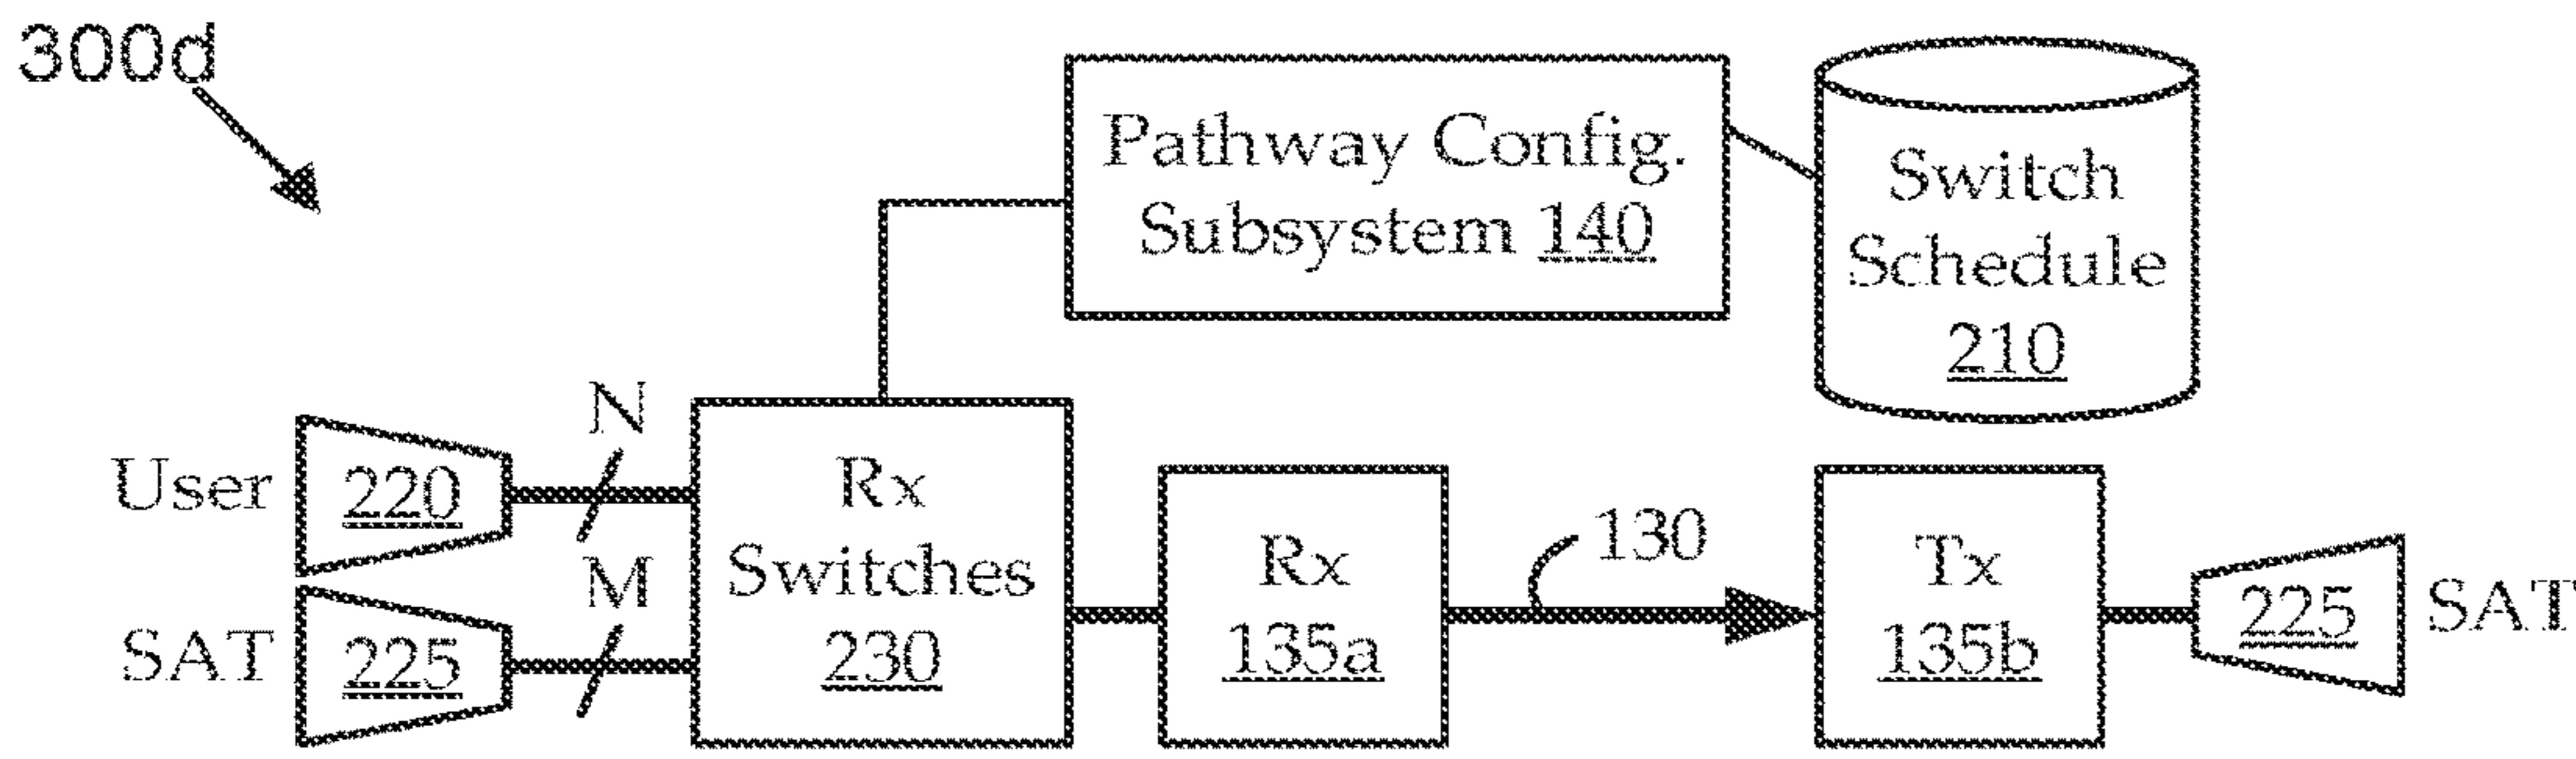 300d
Pathway Config.
Subsystem 140
Switch
Schedule
210
N
User
220
M
SAT
225
Rx
Switches
230
Rx
135a
130
Tx
135b
225
SAT